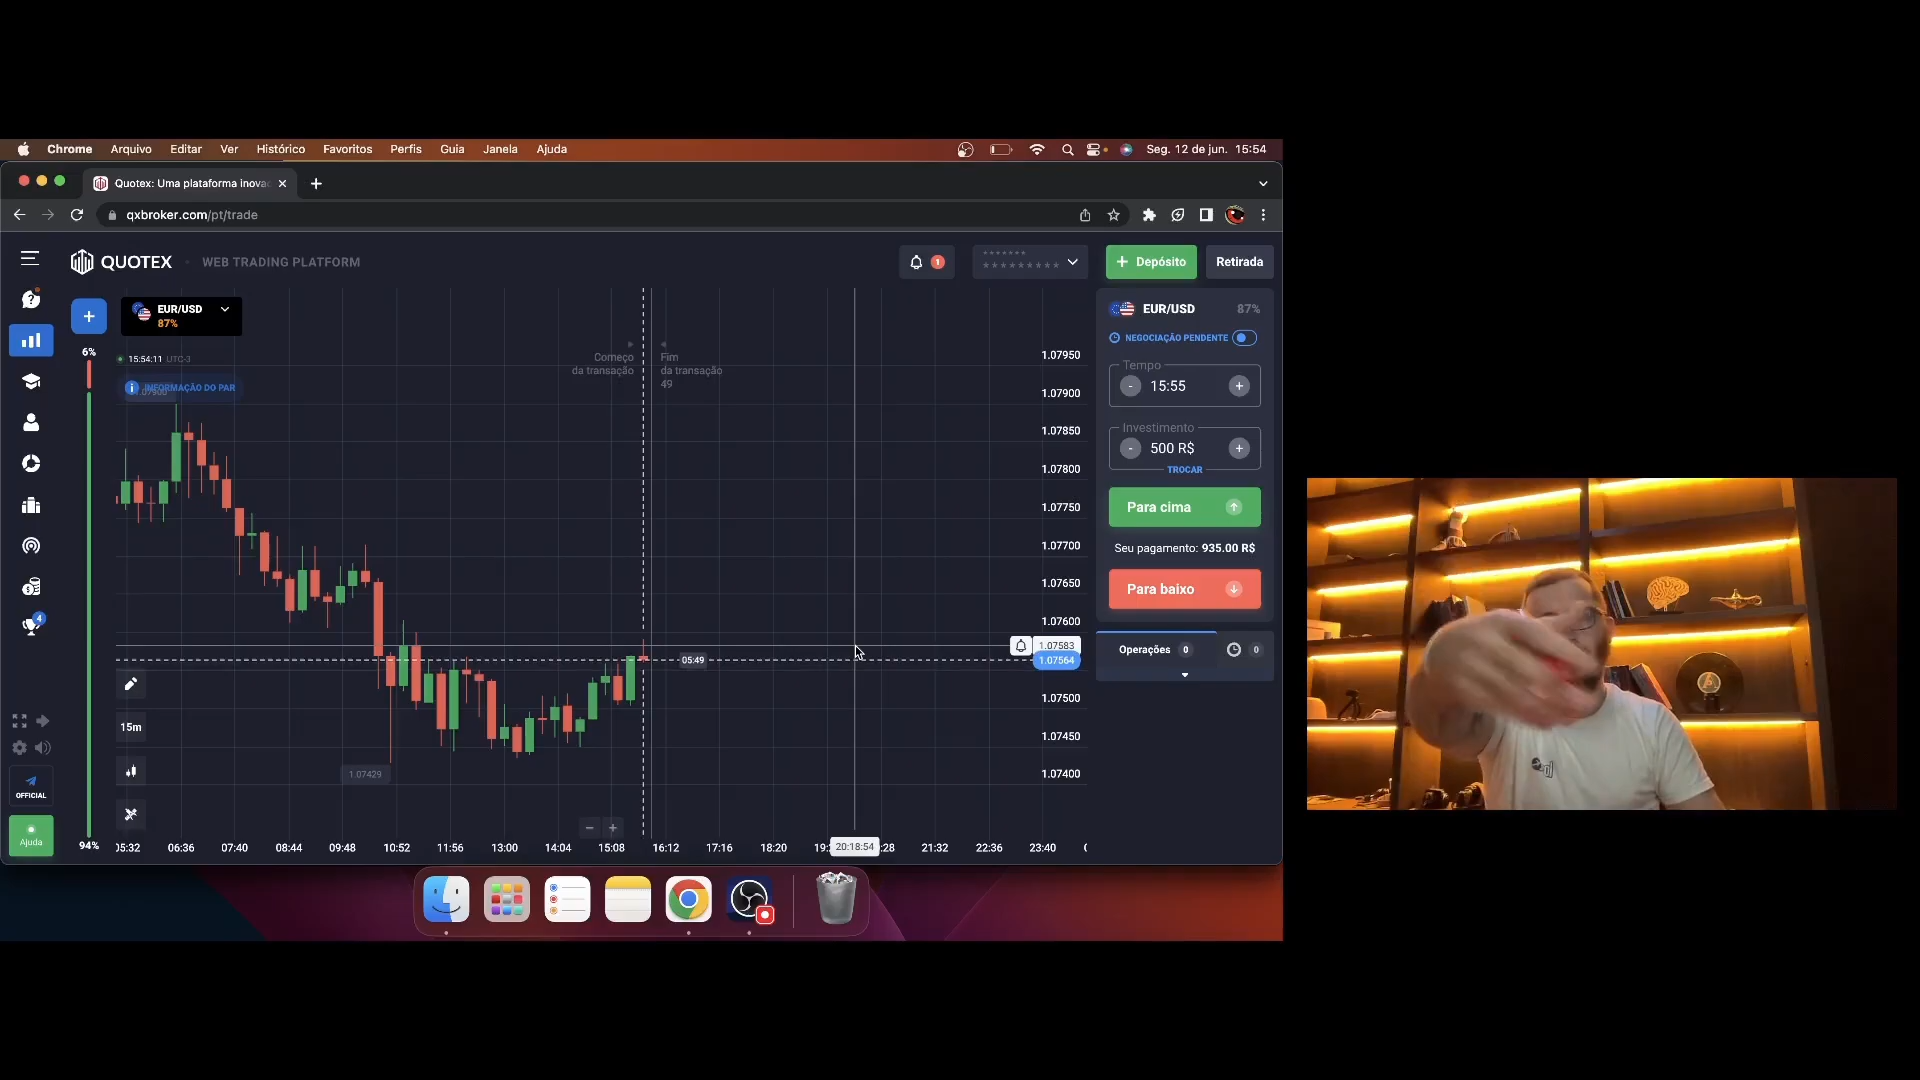 Chrome Arquivo Editar Ver Histórico Favoritos Perfis Guia Janela Ajuda Seg. 12 de jun. 15:54
Quotex: Uma plataforma inova
qxbroker.com/pt/trade
QUOTEX WEB TRADING PLATFORM
1
*******
*********
+ Depósito
Retirada
EUR/USD
87%
6%
15:54:11 UTC-3
INFORMAÇÃO DO PAR
1.07900
Começo
da transação
Fim
da transação
49
1.07950
1.07900
1.07850
1.07800
1.07750
1.07700
1.07650
1.07600
1.07583
1.07564
1.07500
1.07450
1.07400
05:49
1.07429
15m
4
OFFICIAL
Ajuda
94%
05:32 06:36 07:40 08:44 09:48 10:52 11:56 13:00 14:04 15:08 16:12 17:16 18:20 19: 20:18:54 :28 21:32 22:36 23:40
EUR/USD 87%
NEGOCIAÇÃO PENDENTE
Tempo
- 15:55 +
Investimento
- 500 R$ +
TROCAR
Para cima
Seu pagamento: 935.00 R$
Para baixo
Operações 0 0